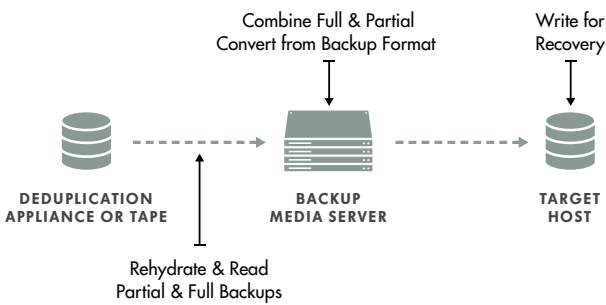 Combine Full & Partial
Convert from Backup Format
Write for
Recovery
DEDUPLICATION
APPLIANCE OR TAPE
BACKUP
MEDIA SERVER
TARGET
HOST
Rehydrate & Read
Partial & Full Backups